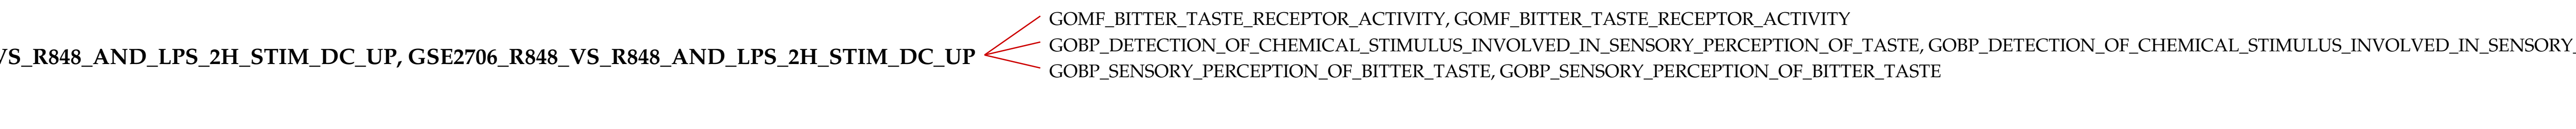 GOMF_BITTER_TASTE_RECEPTOR_ACTIVITY, GOMF_BITTER_TASTE_RECEPTOR_ACTIVITY
GOBP_DETECTION_OF_CHEMICAL_STIMULUS_INVOLVED_IN_SENSORY_PERCEPTION_OF_TASTE, GOBP_DETECTION_OF_CHEMICAL_STIMULUS_INVOLVED_IN_SENSORY_
VS_R848_AND_LPS_2H_STIM_DC_UP, GSE2706_R848_VS_R848_AND_LPS_2H_STIM_DC_UP
GOBP_SENSORY_PERCEPTION_OF_BITTER_TASTE, GOBP_SENSORY_PERCEPTION_OF_BITTER_TASTE